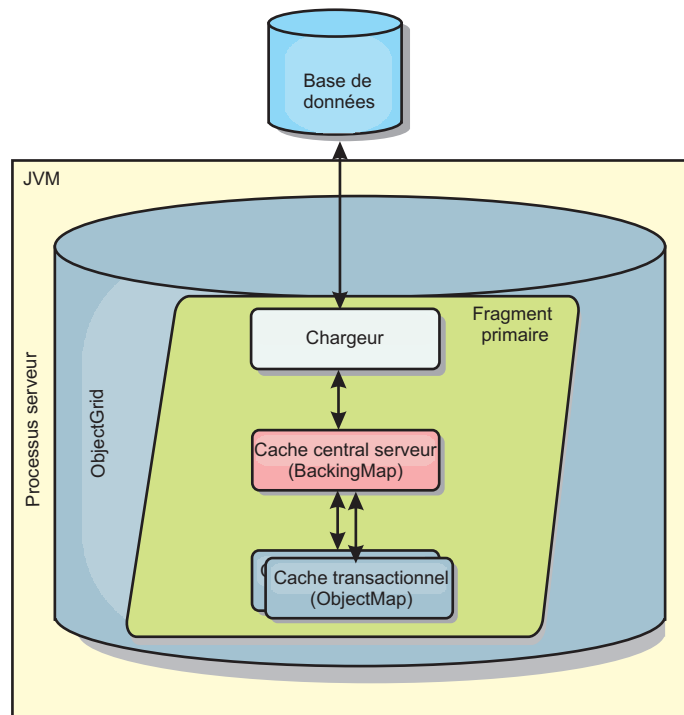 Base de
données
JVM
Fragment
primaire
Chargeur
Cache central serveur
(BackingMap)
Cache transactionnel
(ObjectMap)
ObjectGrid
Processus serveur